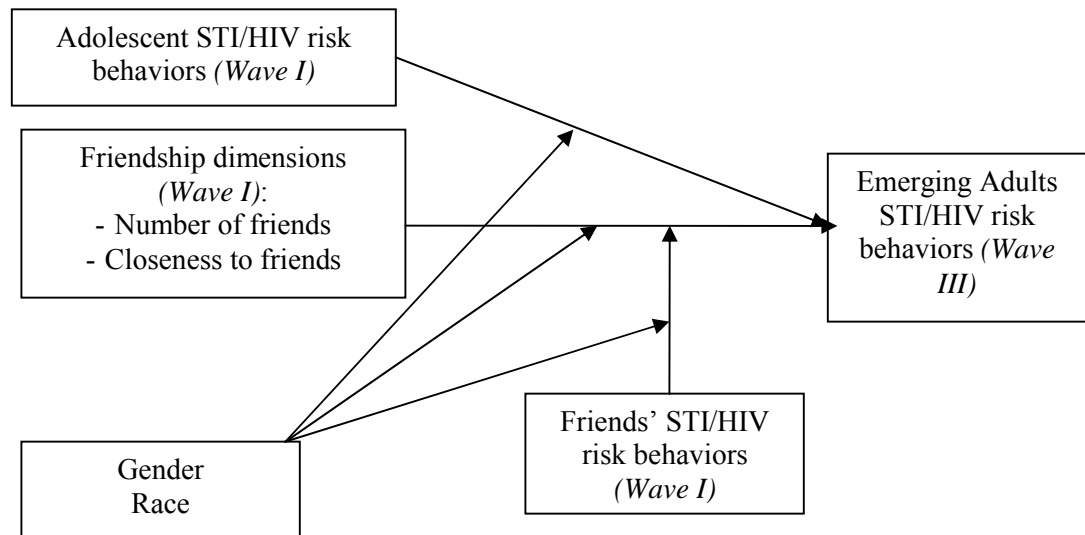 Adolescent STI/HIV risk
behaviors (Wave I)
Friendship dimensions
(Wave I):
- Number of friends
- Closeness to friends
Emerging Adults
STI/HIV risk
behaviors (Wave
III)
Friends’ STI/HIV
risk behaviors
(Wave I)
Gender
Race